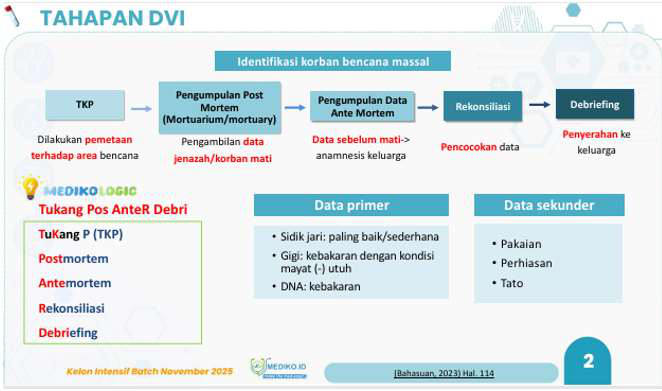 TAHAPAN DVI
Identifikasi korban bencana massal
TKP
Pengumpulan Post
Mortem
(Mortuarium/mortuary)
Pengumpulan Data
Ante Mortem
Rekonsiliasi
Debriefing
Dilakukan pemetaan
terhadap area bencana
Pengambilan data
jenazah/korban mati
Data sebelum mati->
anamnesis keluarga
Pencocokan data
Penyerahan ke
keluarga
MEDIKOLOGIC
Tukang Pos AnteR Debri
TuKang P (TKP)
Postmortem
Antemortem
Rekonsiliasi
Debriefing
Data primer
• Sidik jari: paling baik/sederhana
• Gigi: kebakaran dengan kondisi
mayat (-) utuh
• DNA: kebakaran
Data sekunder
• Pakaian
• Perhiasan
• Tato
Kelon Intensif Batch November 2025
MEDIKO.ID
(Bahasuan, 2023) Hal. 114
2